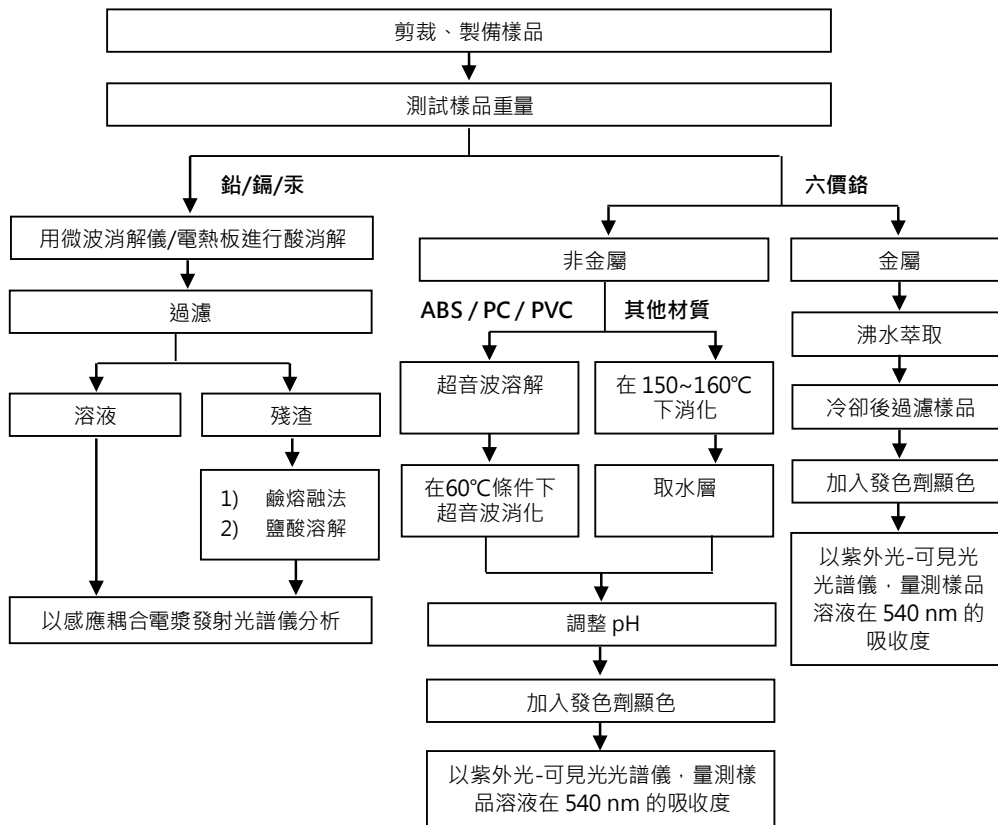 剪裁、製備樣品
測試樣品重量
鉛/鎘/汞
六價鉻
用微波消解儀/電熱板進行酸消解
非金屬
金屬
過濾
ABS / PC / PVC
其他材質
沸水萃取
超音波溶解
在 150~160℃
下消化
溶液
殘渣
冷卻後過濾樣品
1) 鹼熔融法
2) 鹽酸溶解
在60℃條件下
超音波消化
取水層
加入發色劑顯色
以紫外光-可見光
光譜儀，量測樣品
溶液在 540 nm 的
吸收度
以感應耦合電漿發射光譜儀分析
調整 pH
加入發色劑顯色
以紫外光-可見光光譜儀，量測樣
品溶液在 540 nm 的吸收度